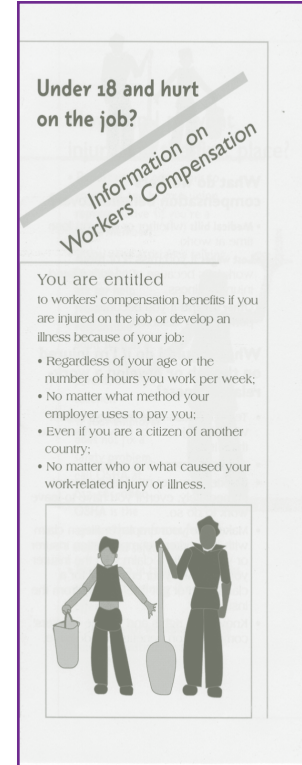 Under 18 and hurt
on the job?
Information on
Workers' Compensation
You are entitled
to workers' compensation benefits if you
are injured on the job or develop an
illness because of your job:
• Regardless of your age or the
number of hours you work per week;
• No matter what method your
employer uses to pay you;
• Even if you are a citizen of another
country;
• No matter who or what caused your
work-related injury or illness.